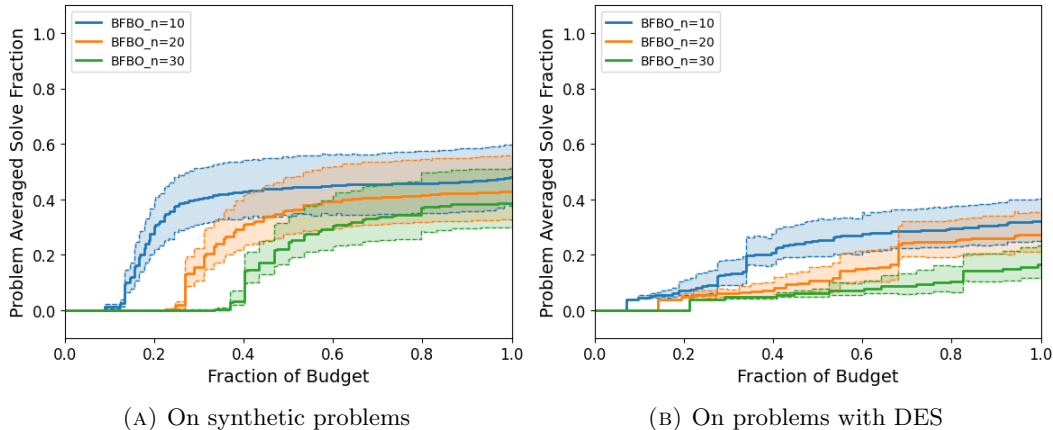 BFBO_n=10
BFBO_n=20
BFBO_n=30
Problem Averaged Solve Fraction
1.0
0.8
0.6
0.4
0.2
0.0
0.0 0.2 0.4 0.6 0.8 1.0
Fraction of Budget
(A) On synthetic problems
BFBO_n=10
BFBO_n=20
BFBO_n=30
Problem Averaged Solve Fraction
1.0
0.8
0.6
0.4
0.2
0.0
0.0 0.2 0.4 0.6 0.8 1.0
Fraction of Budget
(B) On problems with DES